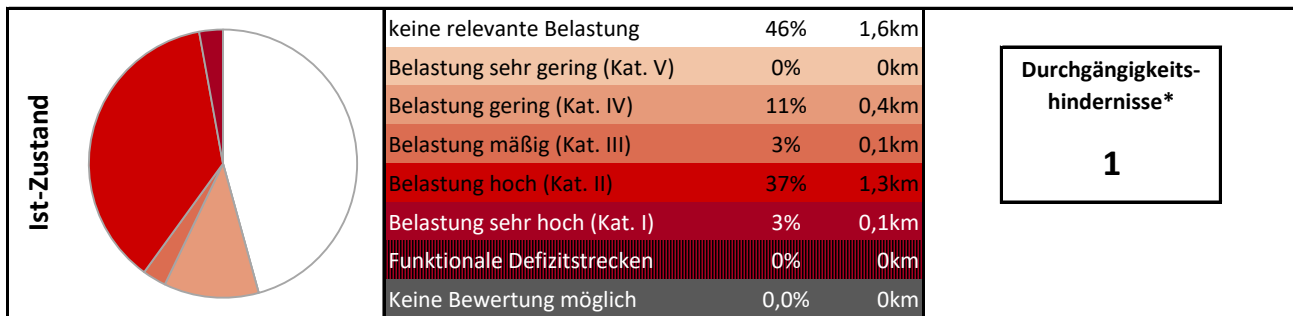 Ist-Zustand
keine relevante Belastung 46% 1,6km
Belastung sehr gering (Kat. V) 0% 0km
Belastung gering (Kat. IV) 11% 0,4km
Belastung mäßig (Kat. III) 3% 0,1km
Belastung hoch (Kat. II) 37% 1,3km
Belastung sehr hoch (Kat. I) 3% 0,1km
Funktionale Defizitstrecken 0% 0km
Keine Bewertung möglich 0,0% 0km
Durchgängigkeits-
hindernisse*
1